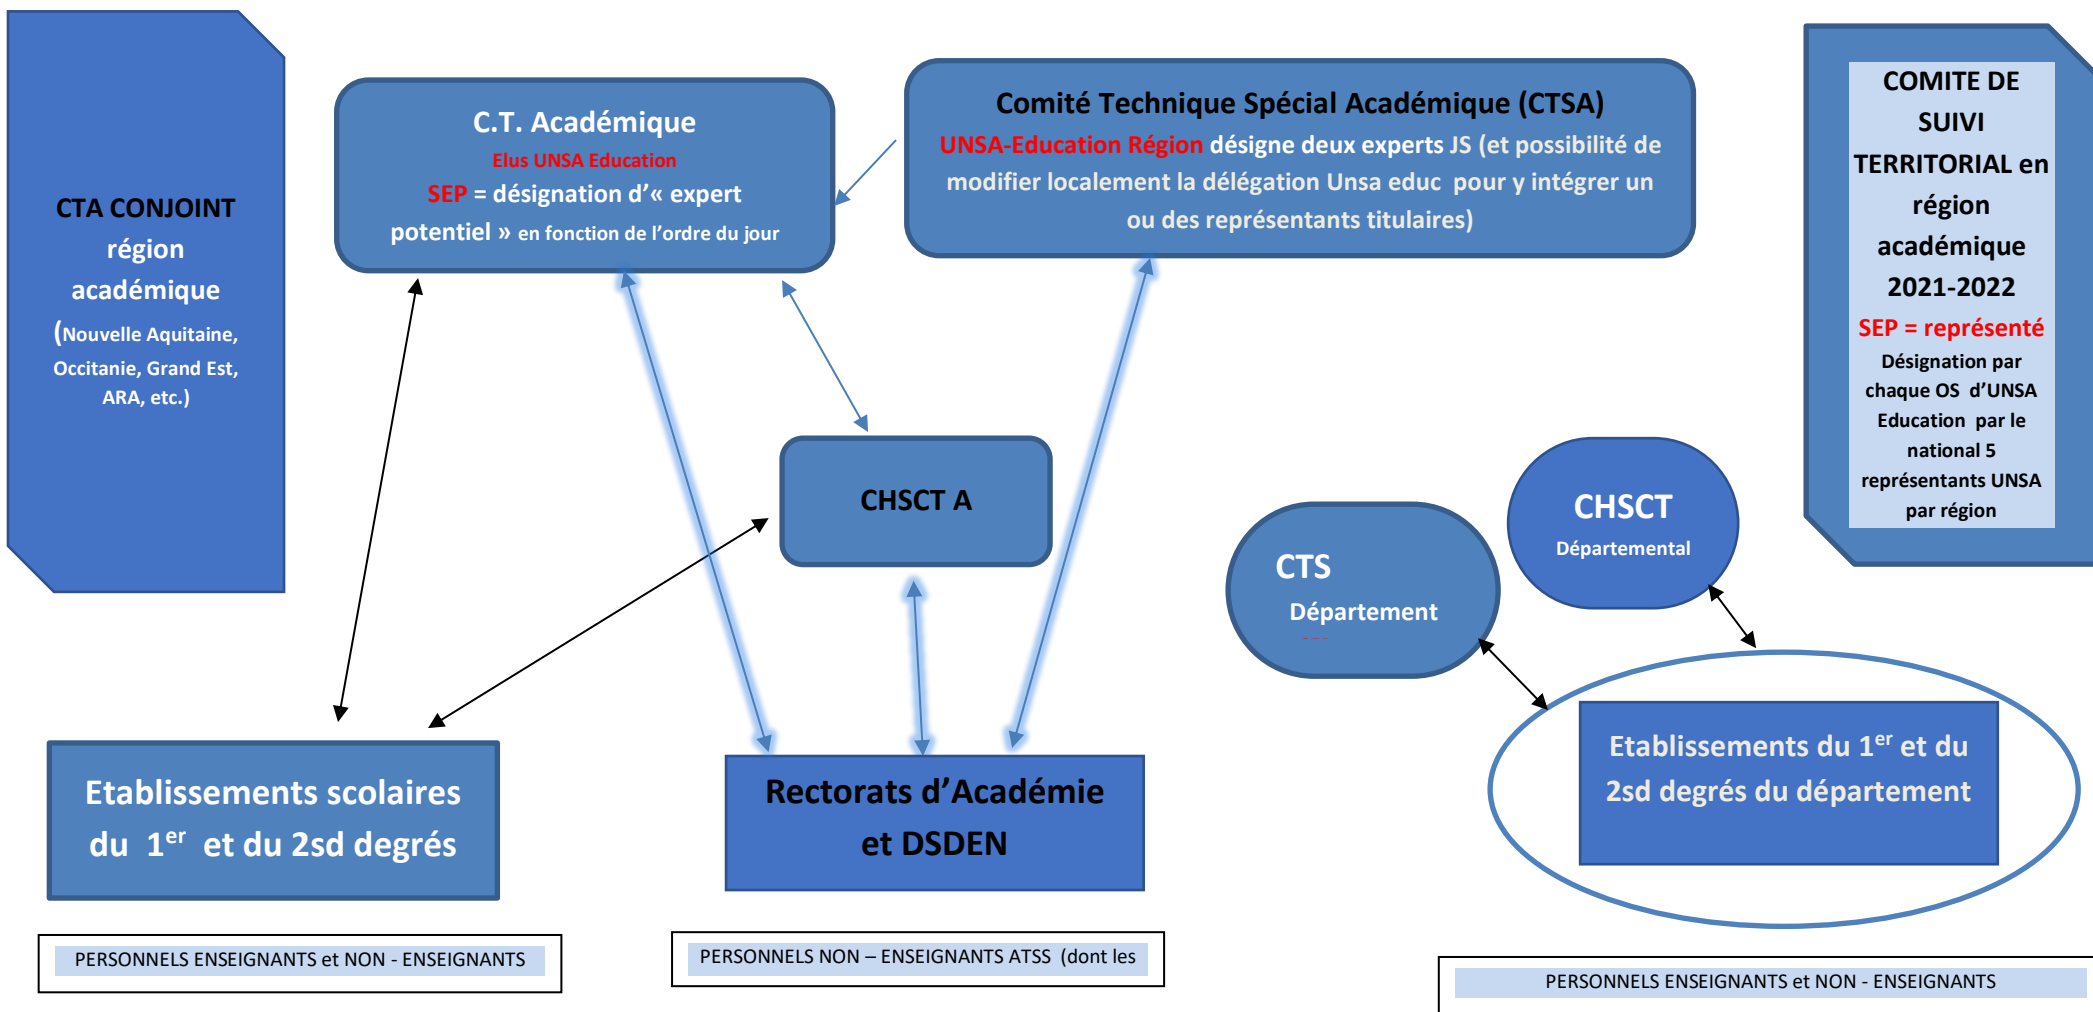 CTA CONJOINT
région
académique
(Nouvelle Aquitaine,
Occitanie, Grand Est,
ARA, etc.)
C.T. Académique
Elus UNSA Education
SEP = désignation d'« expert
potentiel » en fonction de l'ordre du jour
Comité Technique Spécial Académique (CTSA)
UNSA-Education Région désigne deux experts JS (et possibilité de
modifier localement la délégation Unsa educ  pour y intégrer un
ou des représentants titulaires)
COMITE DE
SUIVI
TERRITORIAL en
région
académique
2021-2022
SEP = représenté
Désignation par
chaque OS  d'UNSA
Education  par le
national 5
représentants UNSA
par région
CHSCT A
CHSCT
Départemental
CTS
Département
Etablissements scolaires
du  1er  et du 2sd degrés
Rectorats d'Académie
et DSDEN
Etablissements du 1er et du
2sd degrés du département
PERSONNELS ENSEIGNANTS et NON - ENSEIGNANTS
PERSONNELS NON – ENSEIGNANTS ATSS  (dont les
PERSONNELS ENSEIGNANTS et NON - ENSEIGNANTS